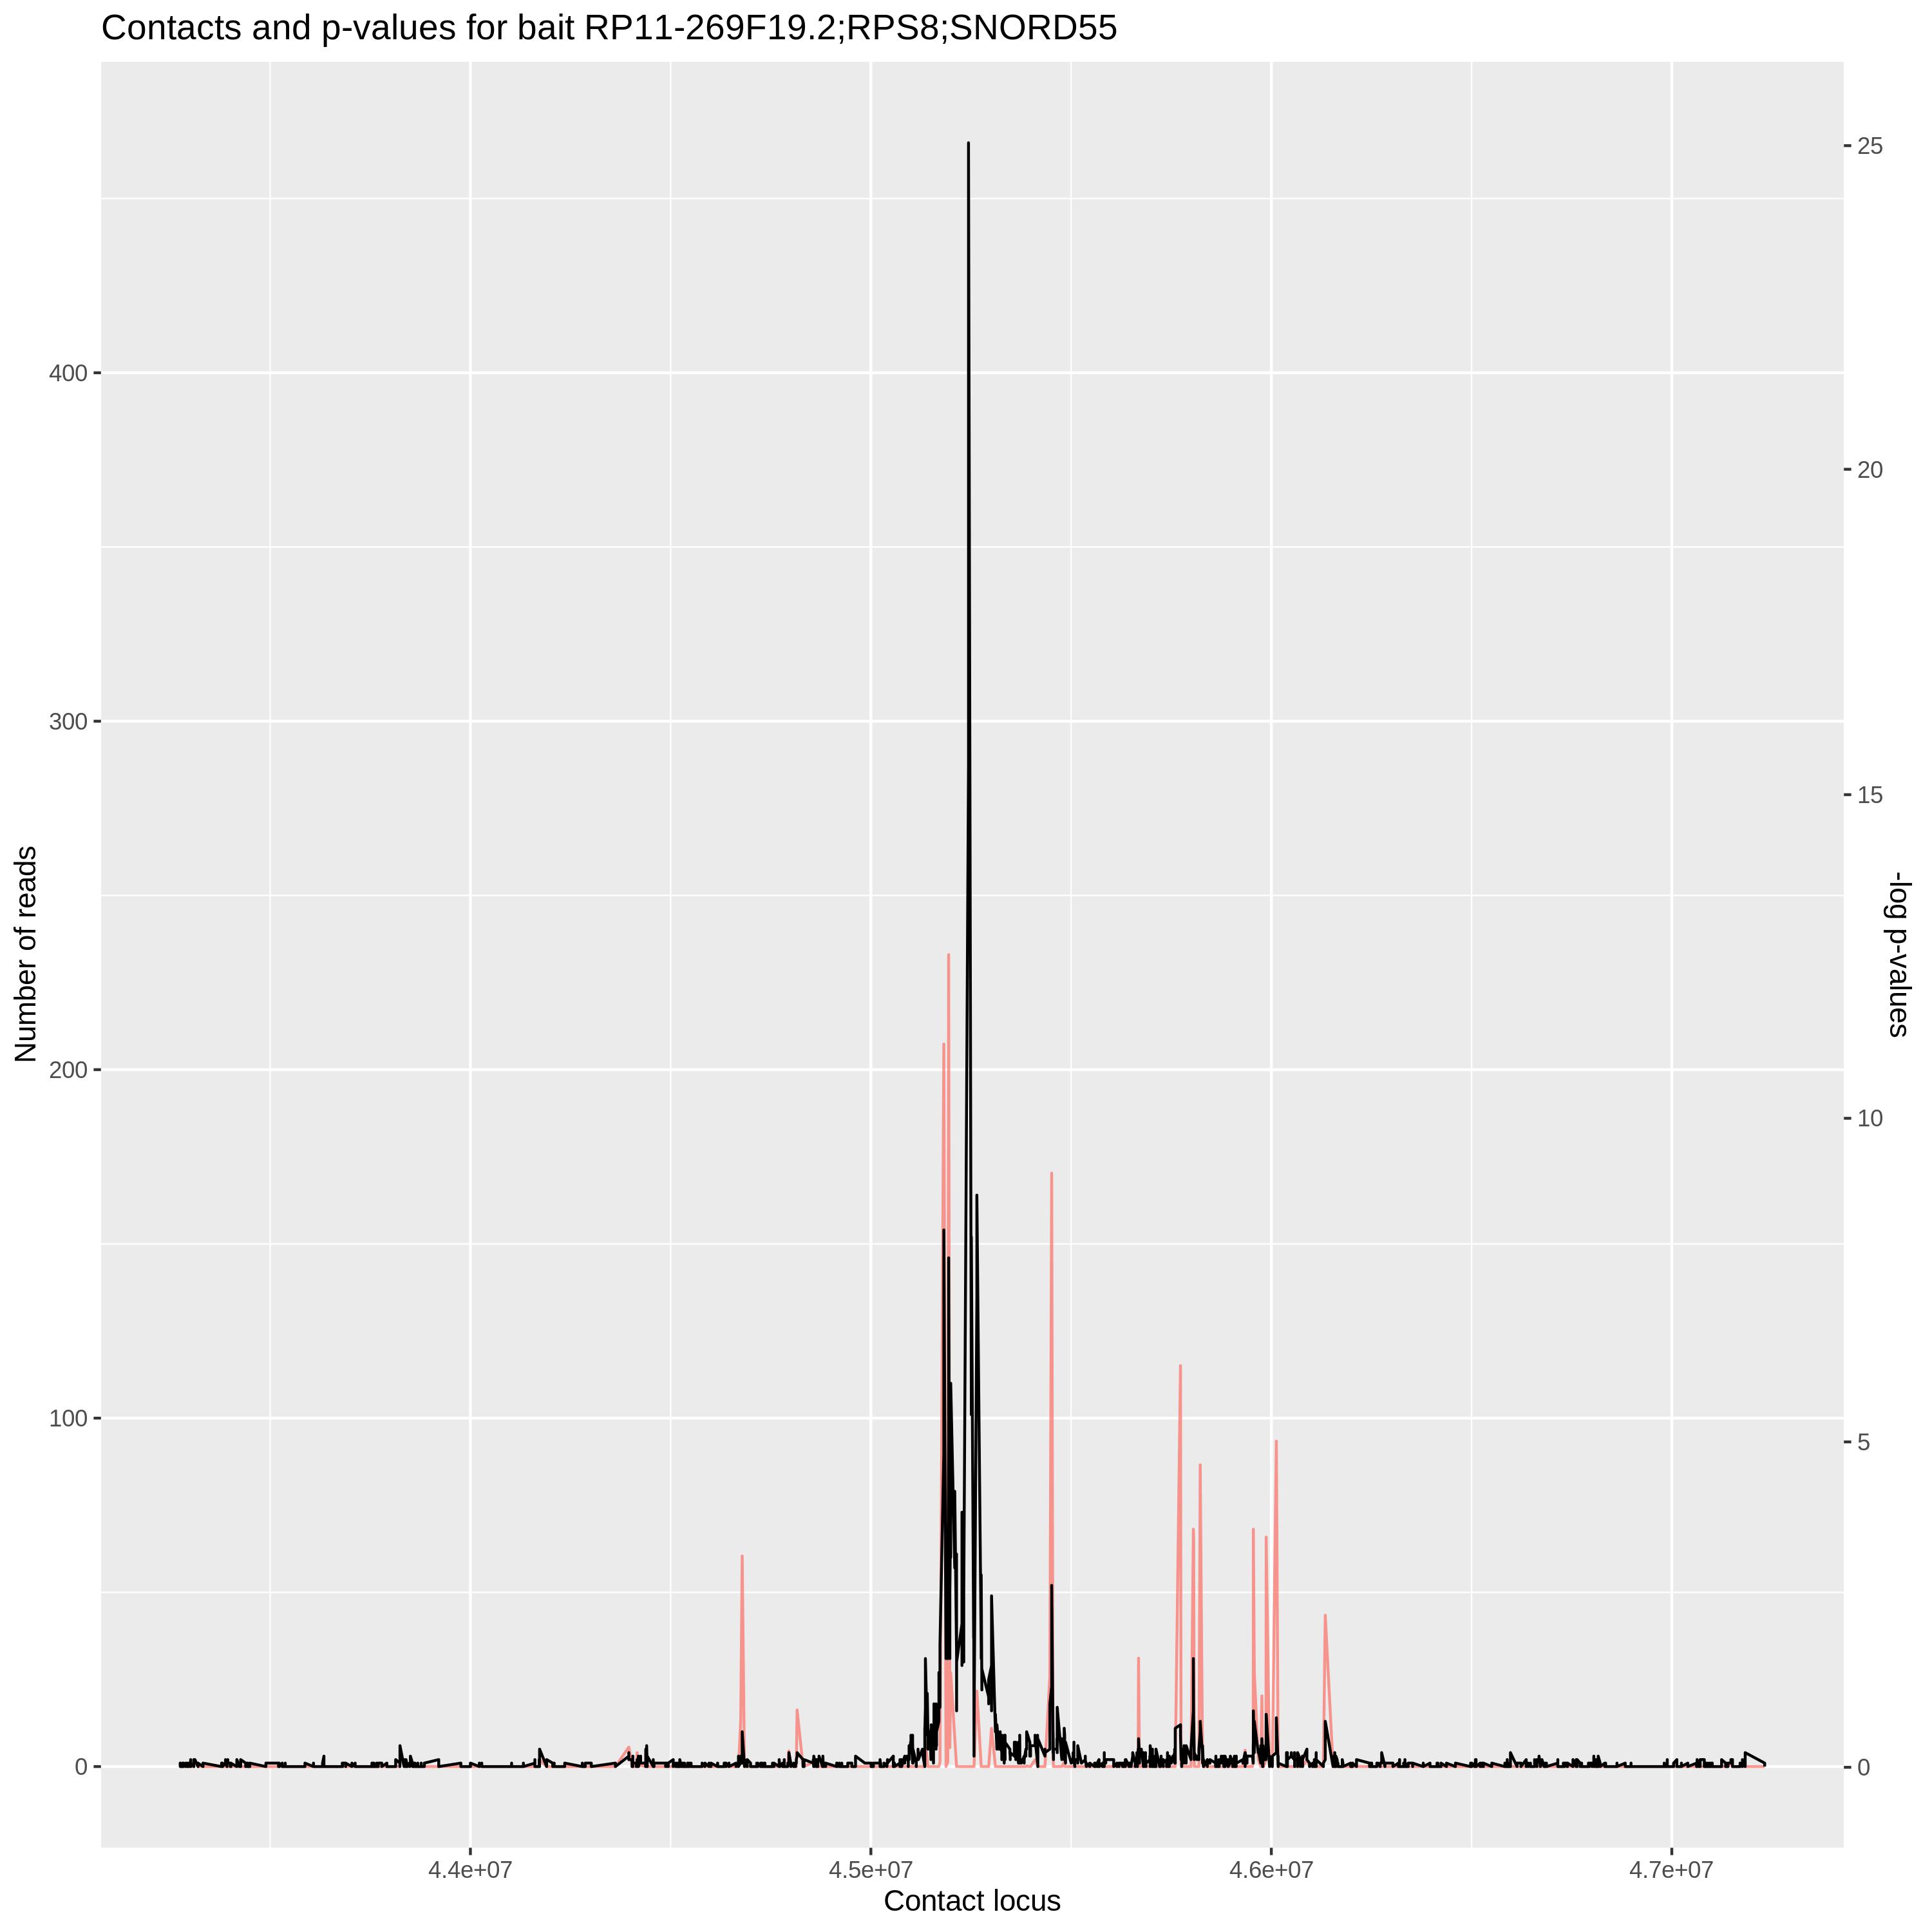 Contacts and p-values for bait RP11-269F19.2;RPS8;SNORD55
Number of reads
400
300
200
100
0
25
20
15
10
5
0
-log p-values
4.4e+07
4.5e+07
4.6e+07
4.7e+07
Contact locus